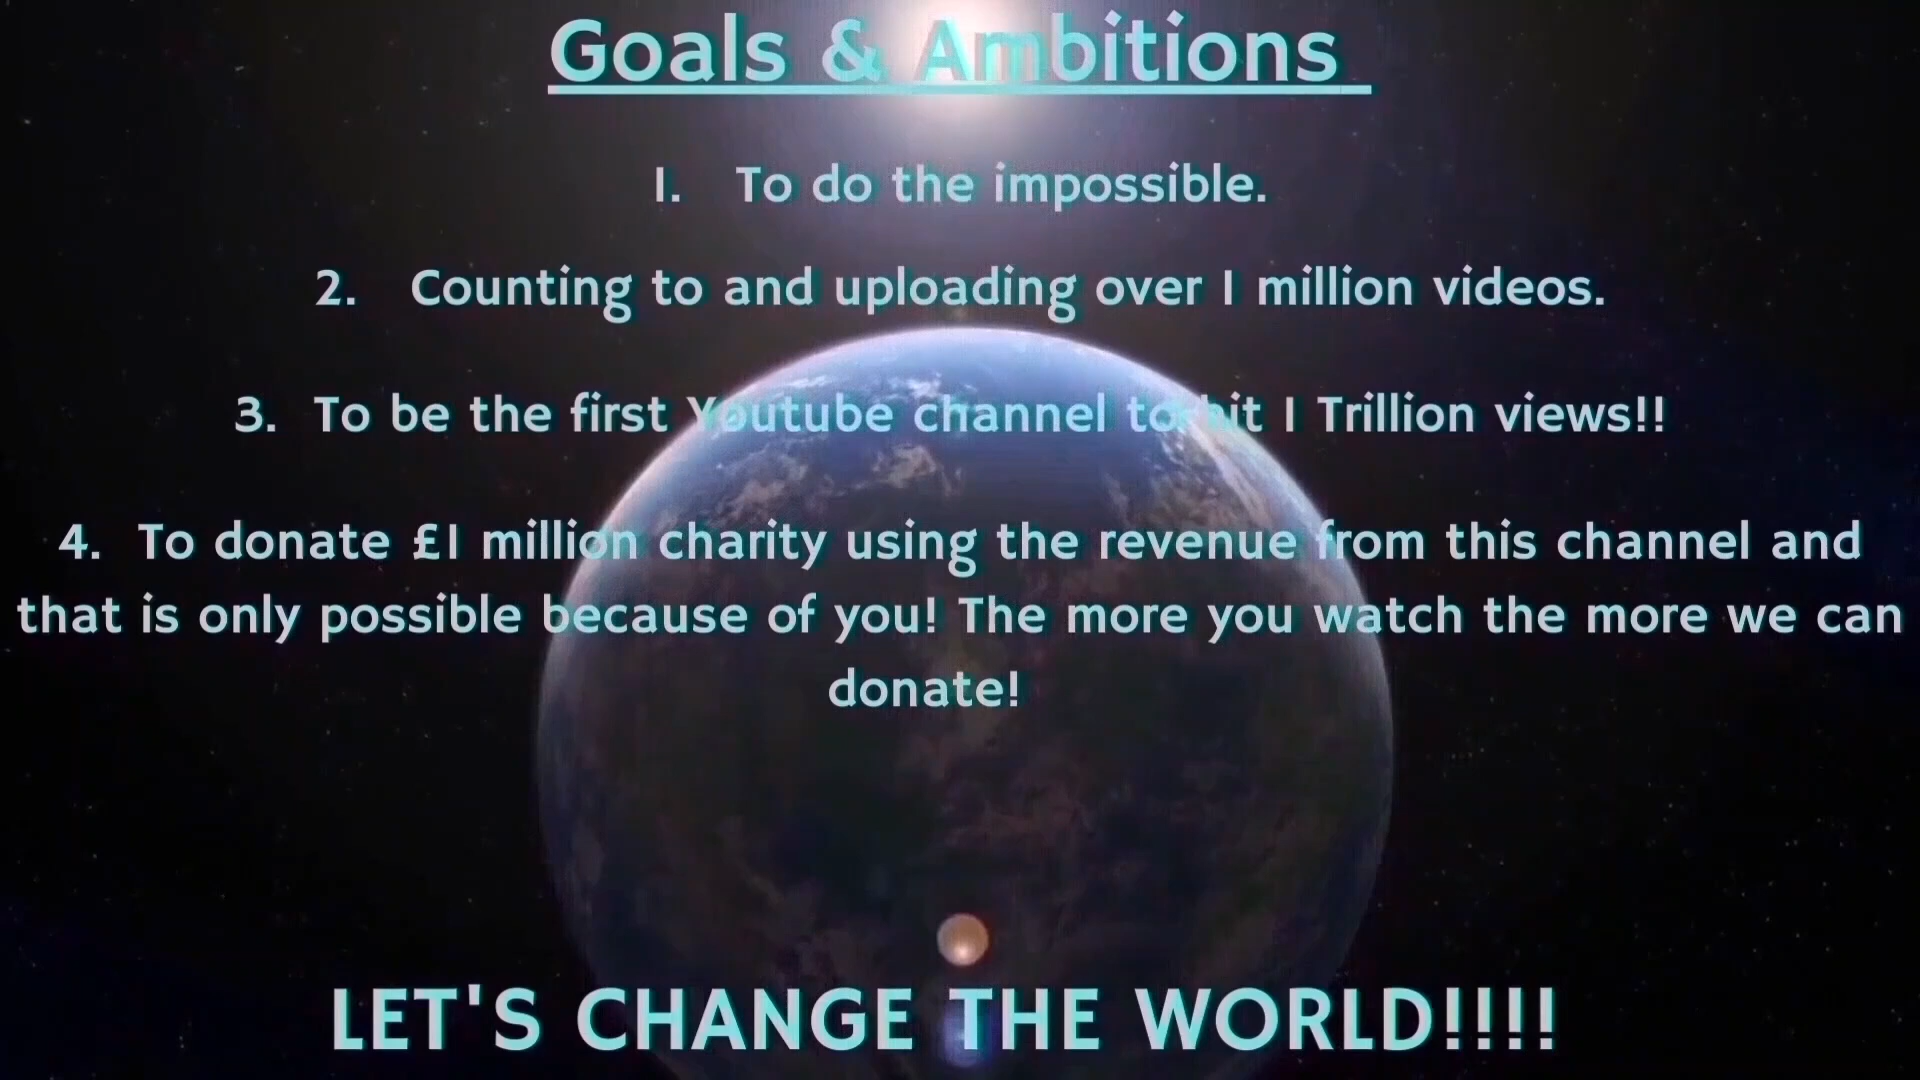 Goals & Ambitions
1. To do the impossible.
2. Counting to and uploading over 1 million videos.
3. To be the first Youtube channel to hit 1 Trillion views!!
4. To donate £1 million charity using the revenue from this channel and
that is only possible because of you! The more you watch the more we can
donate!
LET'S CHANGE THE WORLD!!!!